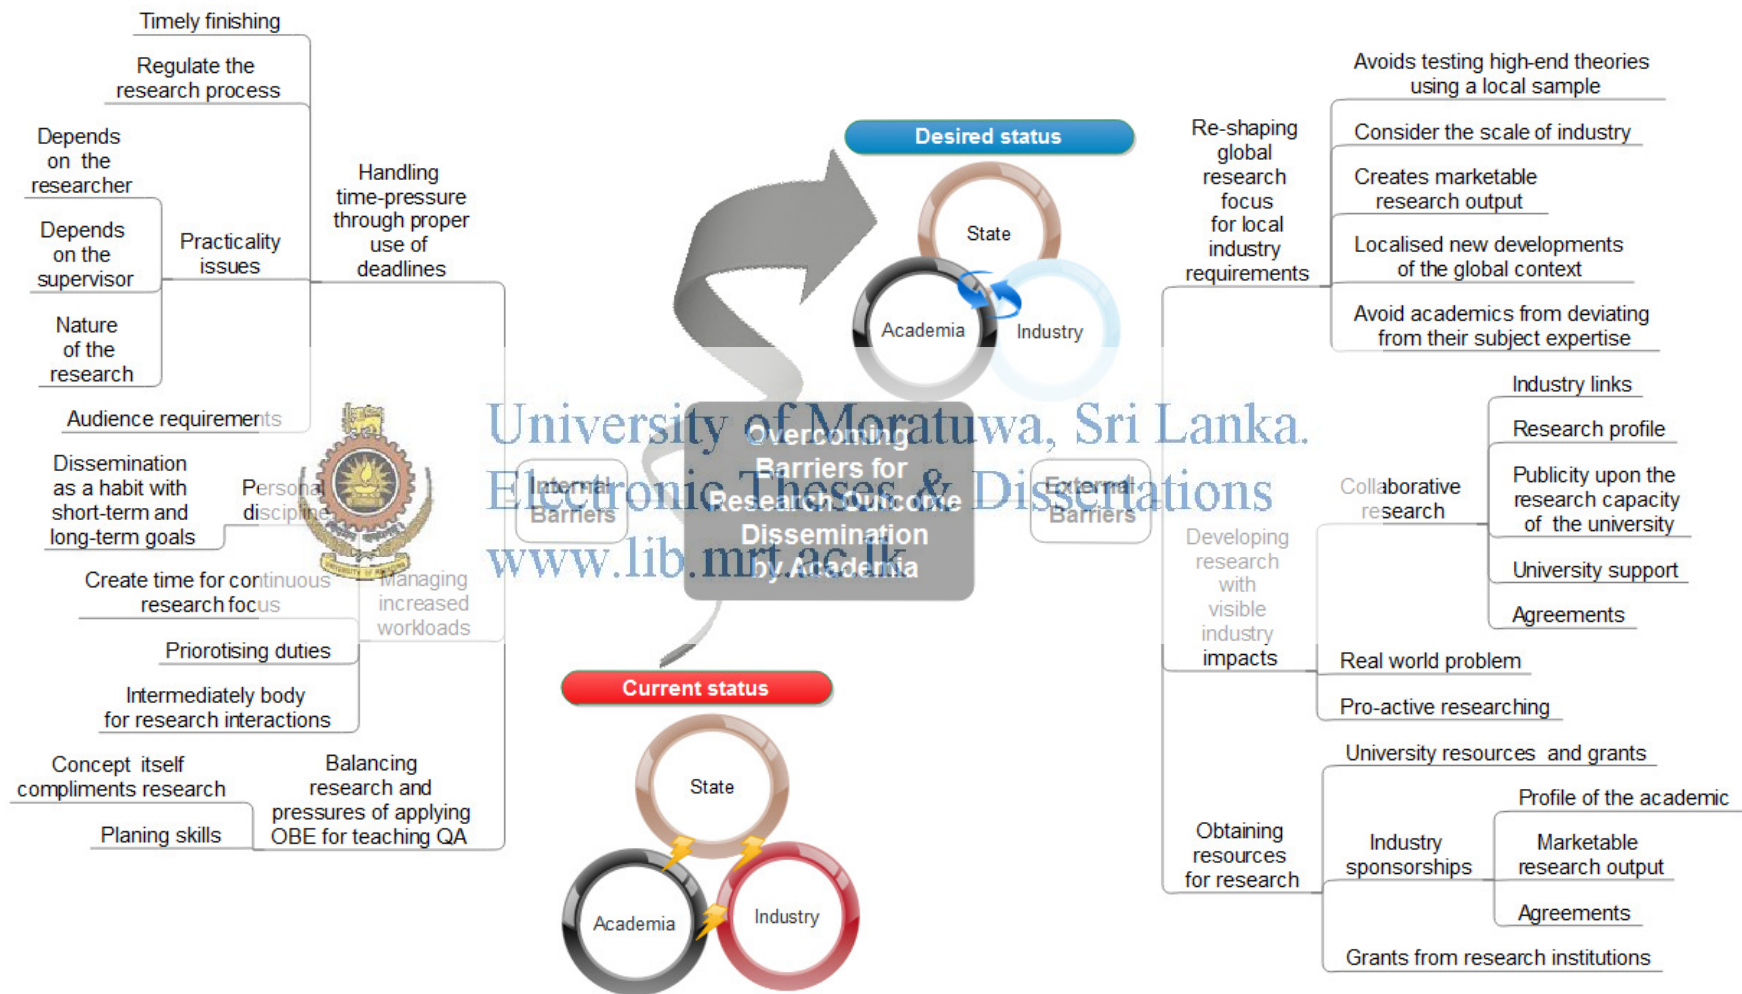 Timely finishing
Regulate the
research process
Depends
on the
researcher
Depends
on the
supervisor
Nature
of the
research
Practicality
issues
Audience requirements
Handling
time-pressure
through proper
use of
deadlines
Dissemination
as a habit with
short-term and
long-term goals
Personal
discipline
Create time for continuous
research focus
Priorotising duties
Intermediately body
for research interactions
Managing
increased
workloads
Concept itself
compliments research
Planing skills
Balancing
research and
pressures of applying
OBE for teaching QA
Internal
Barriers
Desired status
State
Academia
Industry
Overcoming
Barriers for
Research Outcome
Dissemination
by Academia
University of Moratuwa, Sri Lanka.
Electronic Theses & Dissertations
www.lib.mrt.ac.lk
Current status
State
Academia
Industry
External
Barriers
Re-shaping
global
research
focus
for local
industry
requirements
Avoids testing high-end theories
using a local sample
Consider the scale of industry
Creates marketable
research output
Localised new developments
of the global context
Avoid academics from deviating
from their subject expertise
Developing
research
with
visible
industry
impacts
Collaborative
research
Industry links
Research profile
Publicity upon the
research capacity
of the university
University support
Agreements
Real world problem
Pro-active researching
Obtaining
resources
for research
University resources and grants
Industry
sponsorships
Profile of the academic
Marketable
research output
Agreements
Grants from research institutions